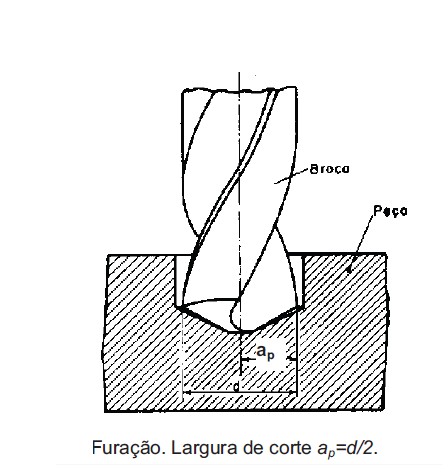 Broca
Peça
ap
d
Furação. Largura de corte ap=d/2.